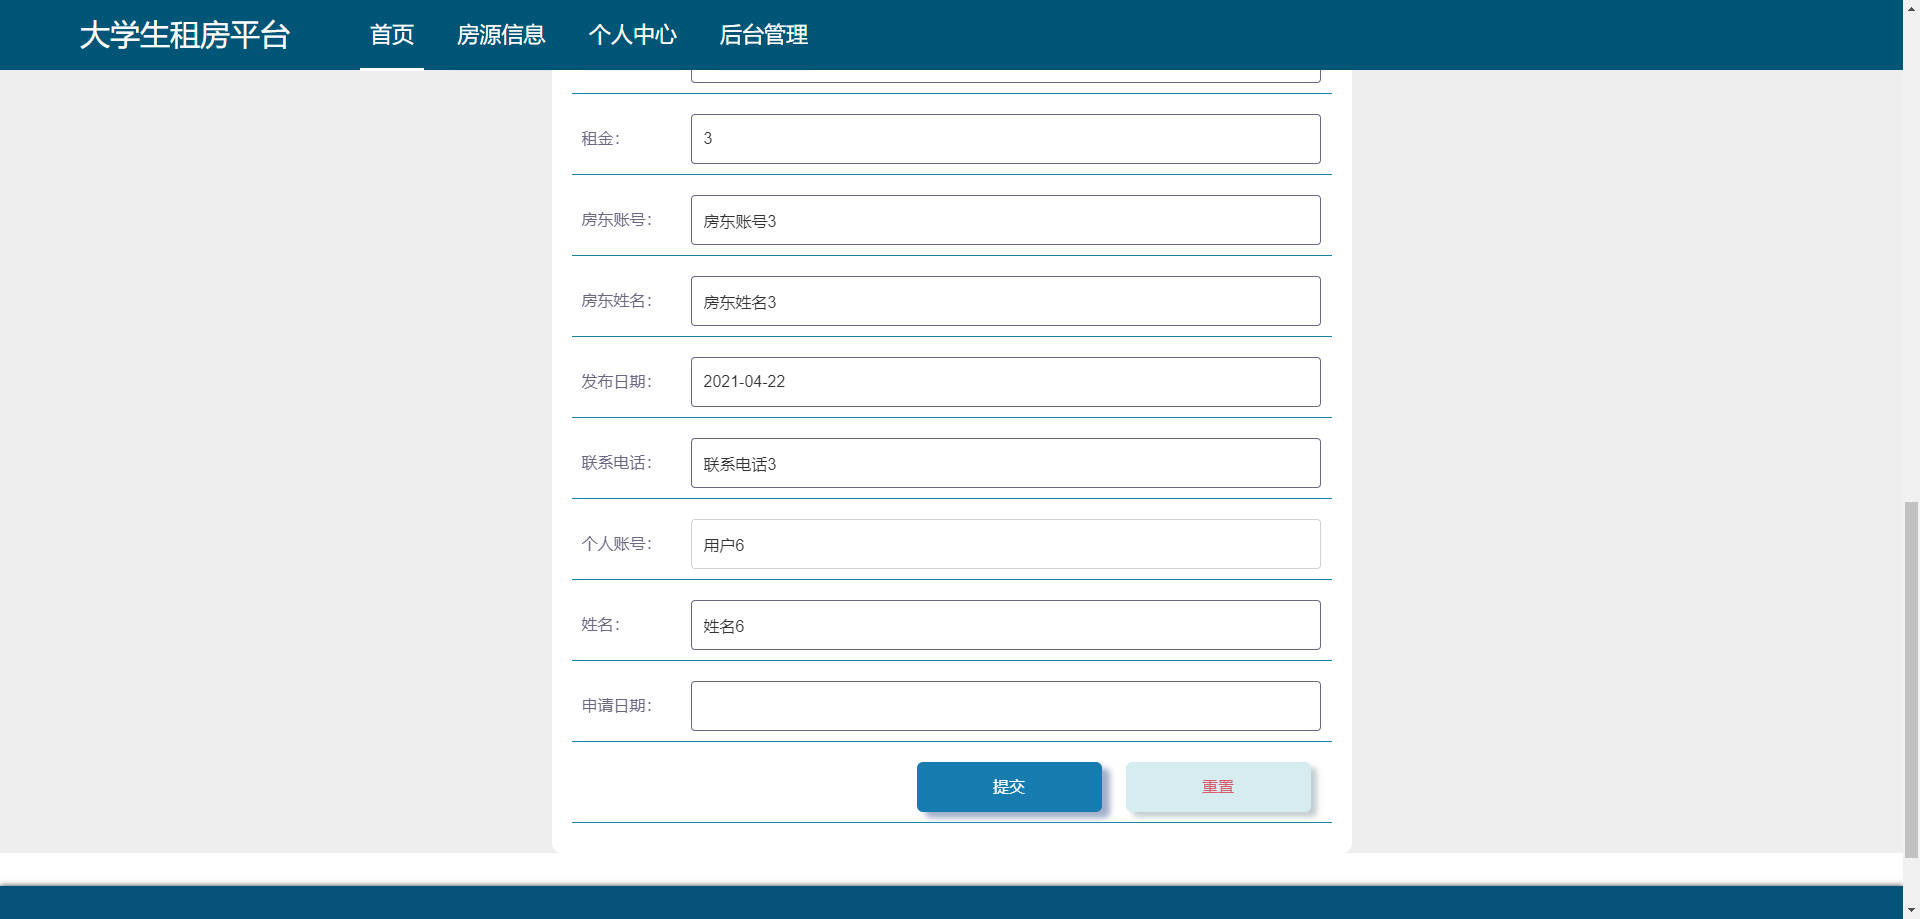 大学生租房平台 首页 房源信息 个人中心 后台管理
租金： 3
房东账号： 房东账号3
房东姓名： 房东姓名3
发布日期： 2021-04-22
联系电话： 联系电话3
个人账号： 用户6
姓名： 姓名6
申请日期：
提交 重置